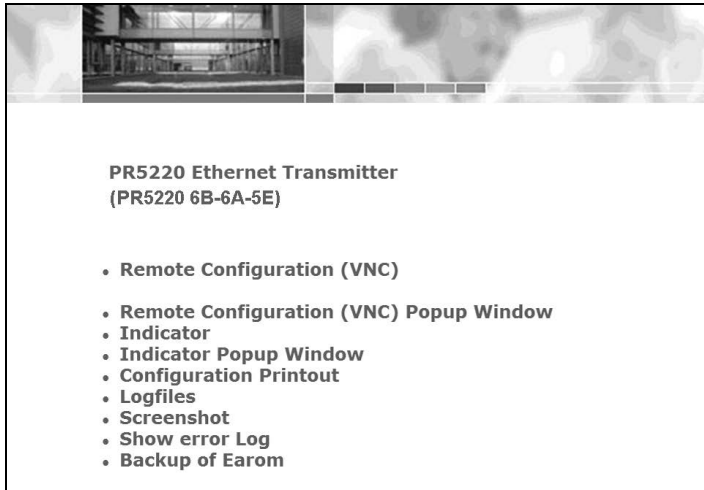 PR5220 Ethernet Transmitter
(PR5220 6B-6A-5E)
• Remote Configuration (VNC)
• Remote Configuration (VNC) Popup Window
• Indicator
• Indicator Popup Window
• Configuration Printout
• Logfiles
• Screenshot
• Show error Log
• Backup of Earom